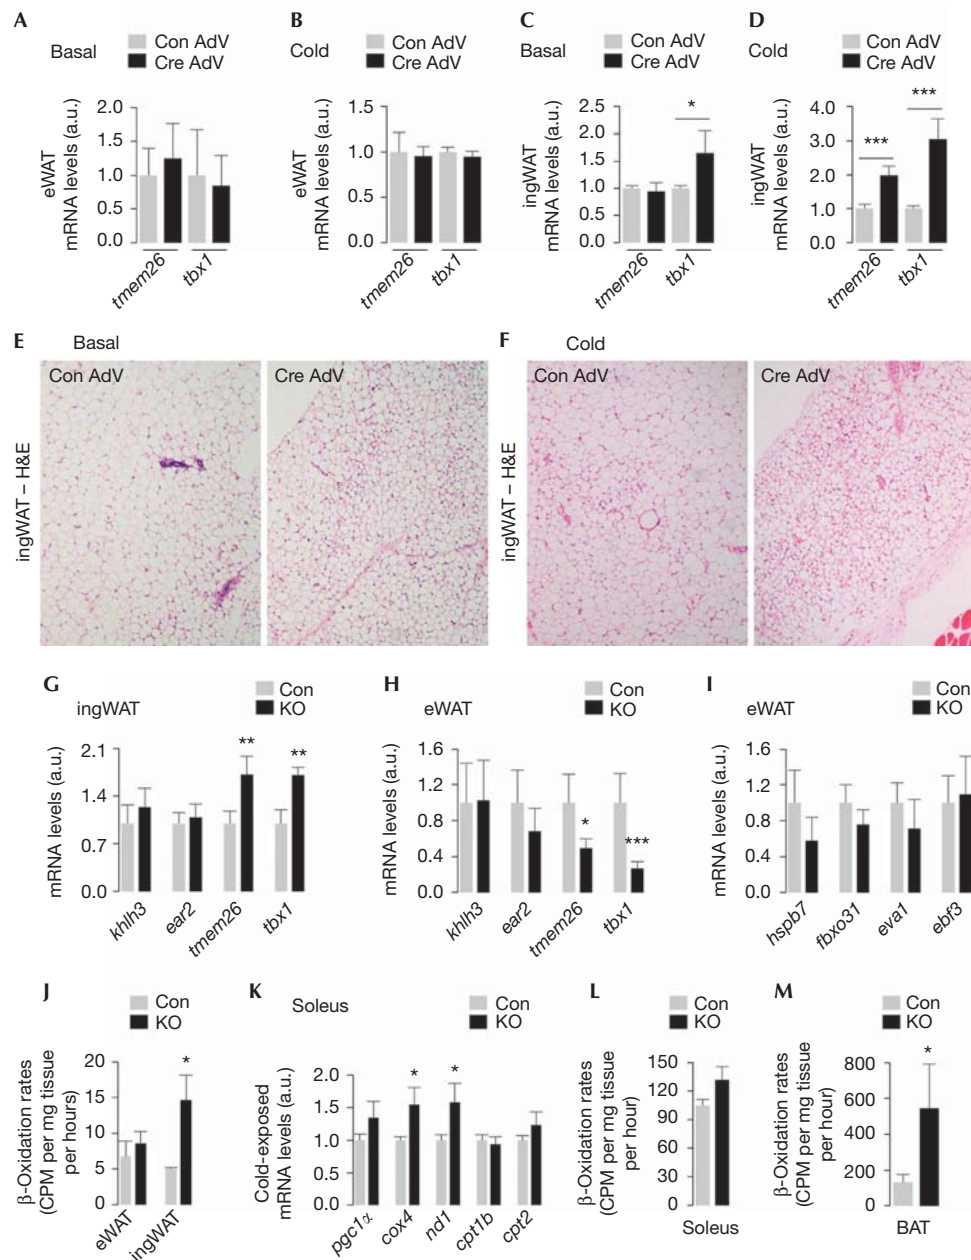 A
Basal
Con AdV
Cre AdV
eWAT
mRNA levels (a.u.)
2.0
1.5
1.0
0.5
0.0
tmem26
tbx1
B
Cold
Con AdV
Cre AdV
eWAT
mRNA levels (a.u.)
1.5
1.0
0.5
0.0
tmem26
tbx1
C
Basal
Con AdV
Cre AdV
ingWAT
mRNA levels (a.u.)
2.5
2.0
1.5
1.0
0.5
0.0
*
tmem26
tbx1
D
Cold
Con AdV
Cre AdV
ingWAT
mRNA levels (a.u.)
4.0
3.0
2.0
1.0
0.0
***
***
tmem26
tbx1
E
Basal
ingWAT – H&E
Con AdV
Cre AdV
F
Cold
ingWAT – H&E
Con AdV
Cre AdV
G
ingWAT
Con
KO
mRNA levels (a.u.)
2.1
1.4
0.7
0.0
**
**
khlh3
ear2
tmem26
tbx1
H
eWAT
Con
KO
mRNA levels (a.u.)
1.6
1.2
0.8
0.4
0.0
*
***
khlh3
ear2
tmem26
tbx1
I
eWAT
Con
KO
mRNA levels (a.u.)
1.6
1.2
0.8
0.4
0.0
hspb7
fbxo31
eva1
ebf3
J
Con
KO
β-Oxidation rates
(CPM per mg tissue
per hours)
20
15
10
5
0
*
eWAT
ingWAT
K
Soleus
Con
KO
Cold-exposed
mRNA levels (a.u.)
2.0
1.5
1.0
0.5
0.0
*
*
pgc1α
cox4
nd1
cpt1b
cpt2
L
Con
KO
β-Oxidation rates
(CPM per mg tissue
per hour)
150
120
90
60
30
0
Soleus
M
Con
KO
β-Oxidation rates
(CPM per mg tissue
per hour)
800
600
400
200
0
*
BAT